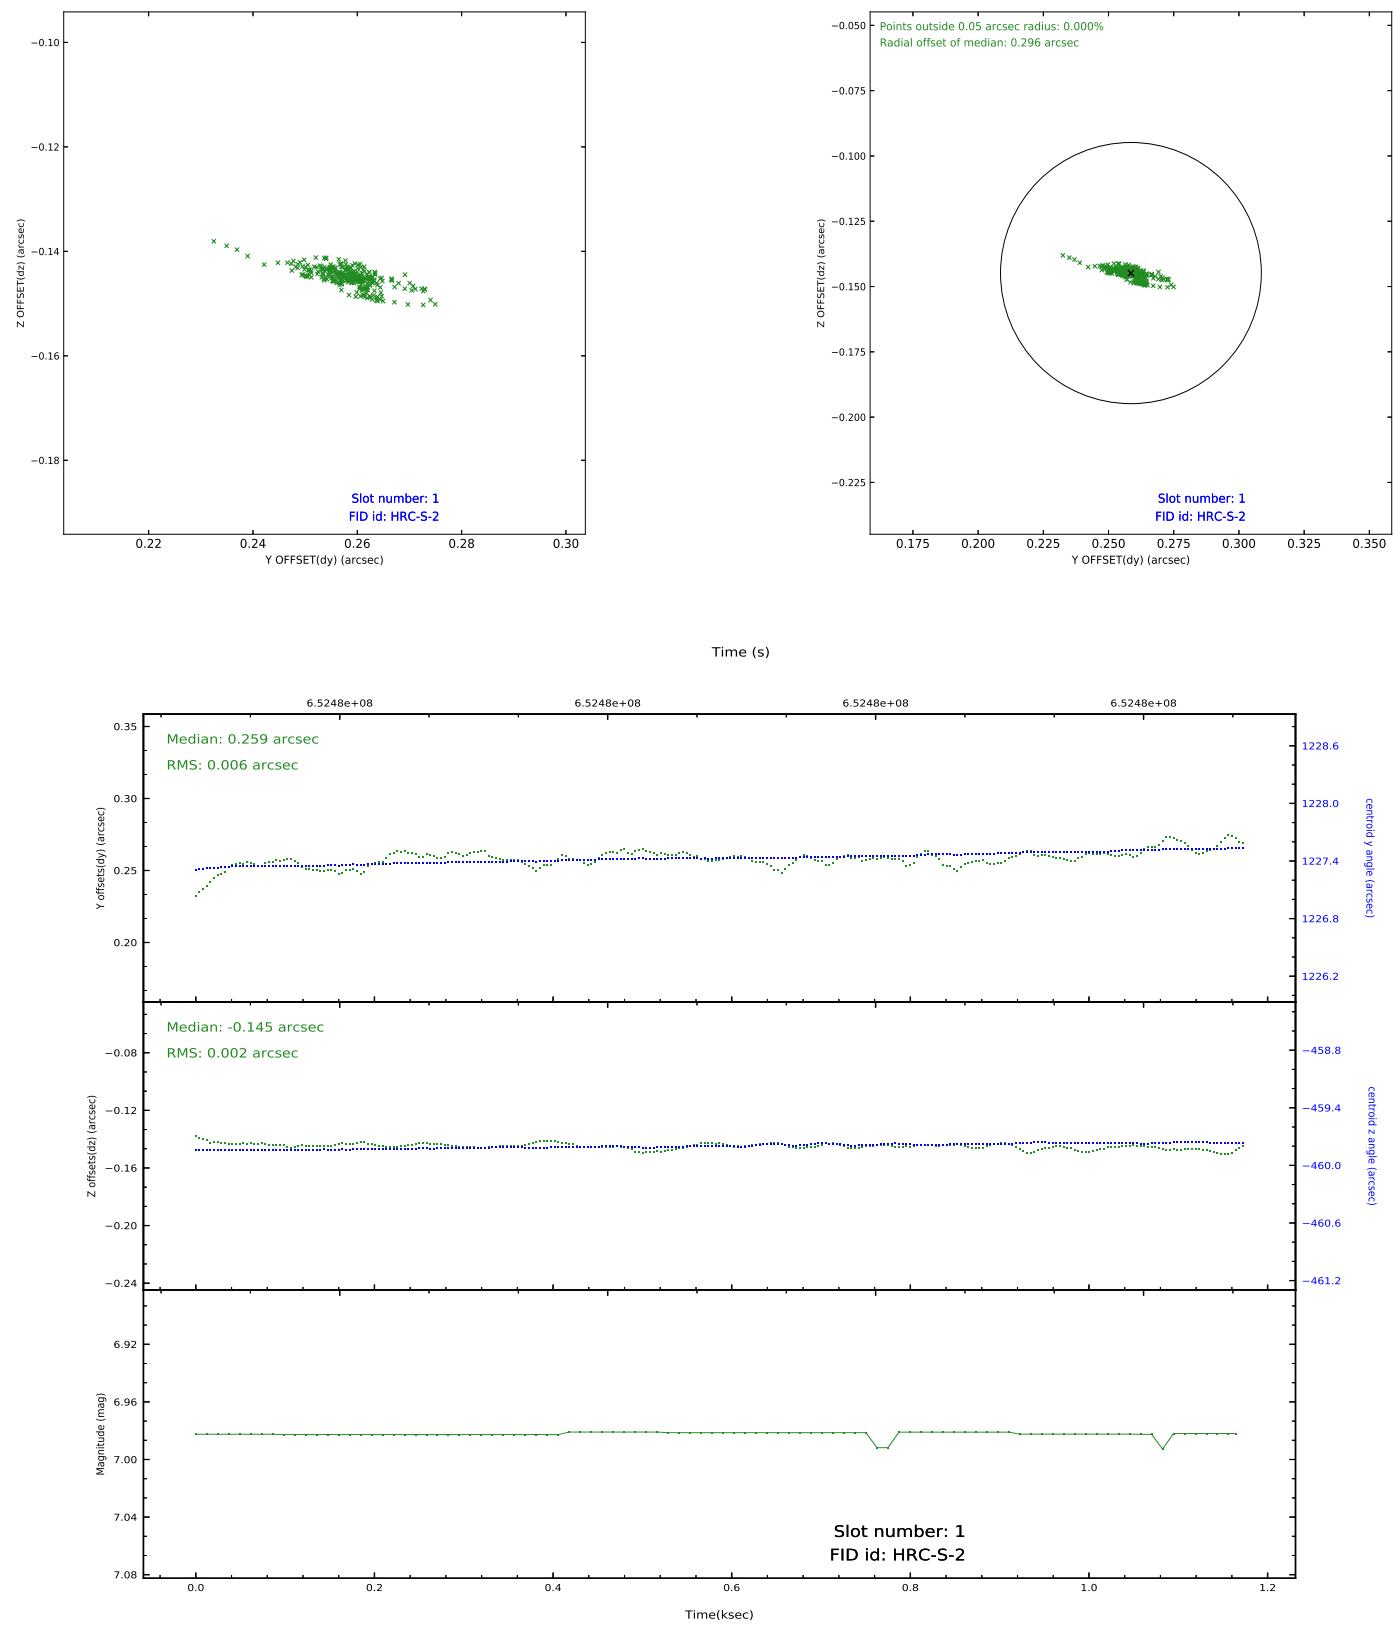 −0.10
−0.12
−0.14
−0.16
−0.18
Z OFFSET(dz) (arcsec)
Slot number: 1
FID id: HRC-S-2
0.22 0.24 0.26 0.28 0.30
Y OFFSET(dy) (arcsec)
Points outside 0.05 arcsec radius: 0.000%
Radial offset of median: 0.296 arcsec
−0.050
−0.075
−0.100
−0.125
−0.150
−0.175
−0.200
−0.225
Z OFFSET(dz) (arcsec)
Slot number: 1
FID id: HRC-S-2
0.175 0.200 0.225 0.250 0.275 0.300 0.325 0.350
Y OFFSET(dy) (arcsec)
Time (s)
6.5248e+08 6.5248e+08 6.5248e+08 6.5248e+08
Median: 0.259 arcsec
RMS: 0.006 arcsec
0.35
0.30
0.25
0.20
Y offsets(dy) (arcsec)
1228.6
1228.0
1227.4
1226.8
1226.2
centroid y angle (arcsec)
Median: -0.145 arcsec
RMS: 0.002 arcsec
−0.08
−0.12
−0.16
−0.20
−0.24
Z offsets(dz) (arcsec)
−458.8
−459.4
−460.0
−460.6
−461.2
centroid z angle (arcsec)
6.92
6.96
7.00
7.04
7.08
Magnitude (mag)
Slot number: 1
FID id: HRC-S-2
0.0 0.2 0.4 0.6 0.8 1.0 1.2
Time(ksec)